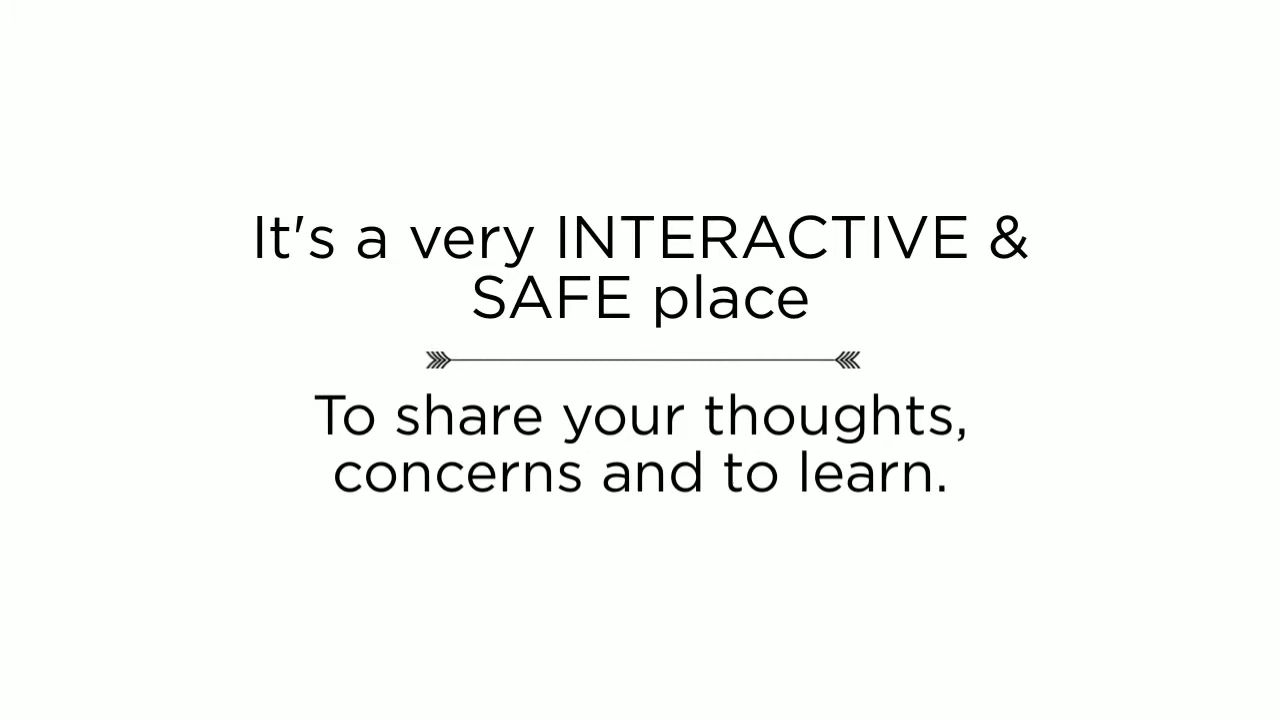 It's a very INTERACTIVE &
SAFE place
To share your thoughts,
concerns and to learn.